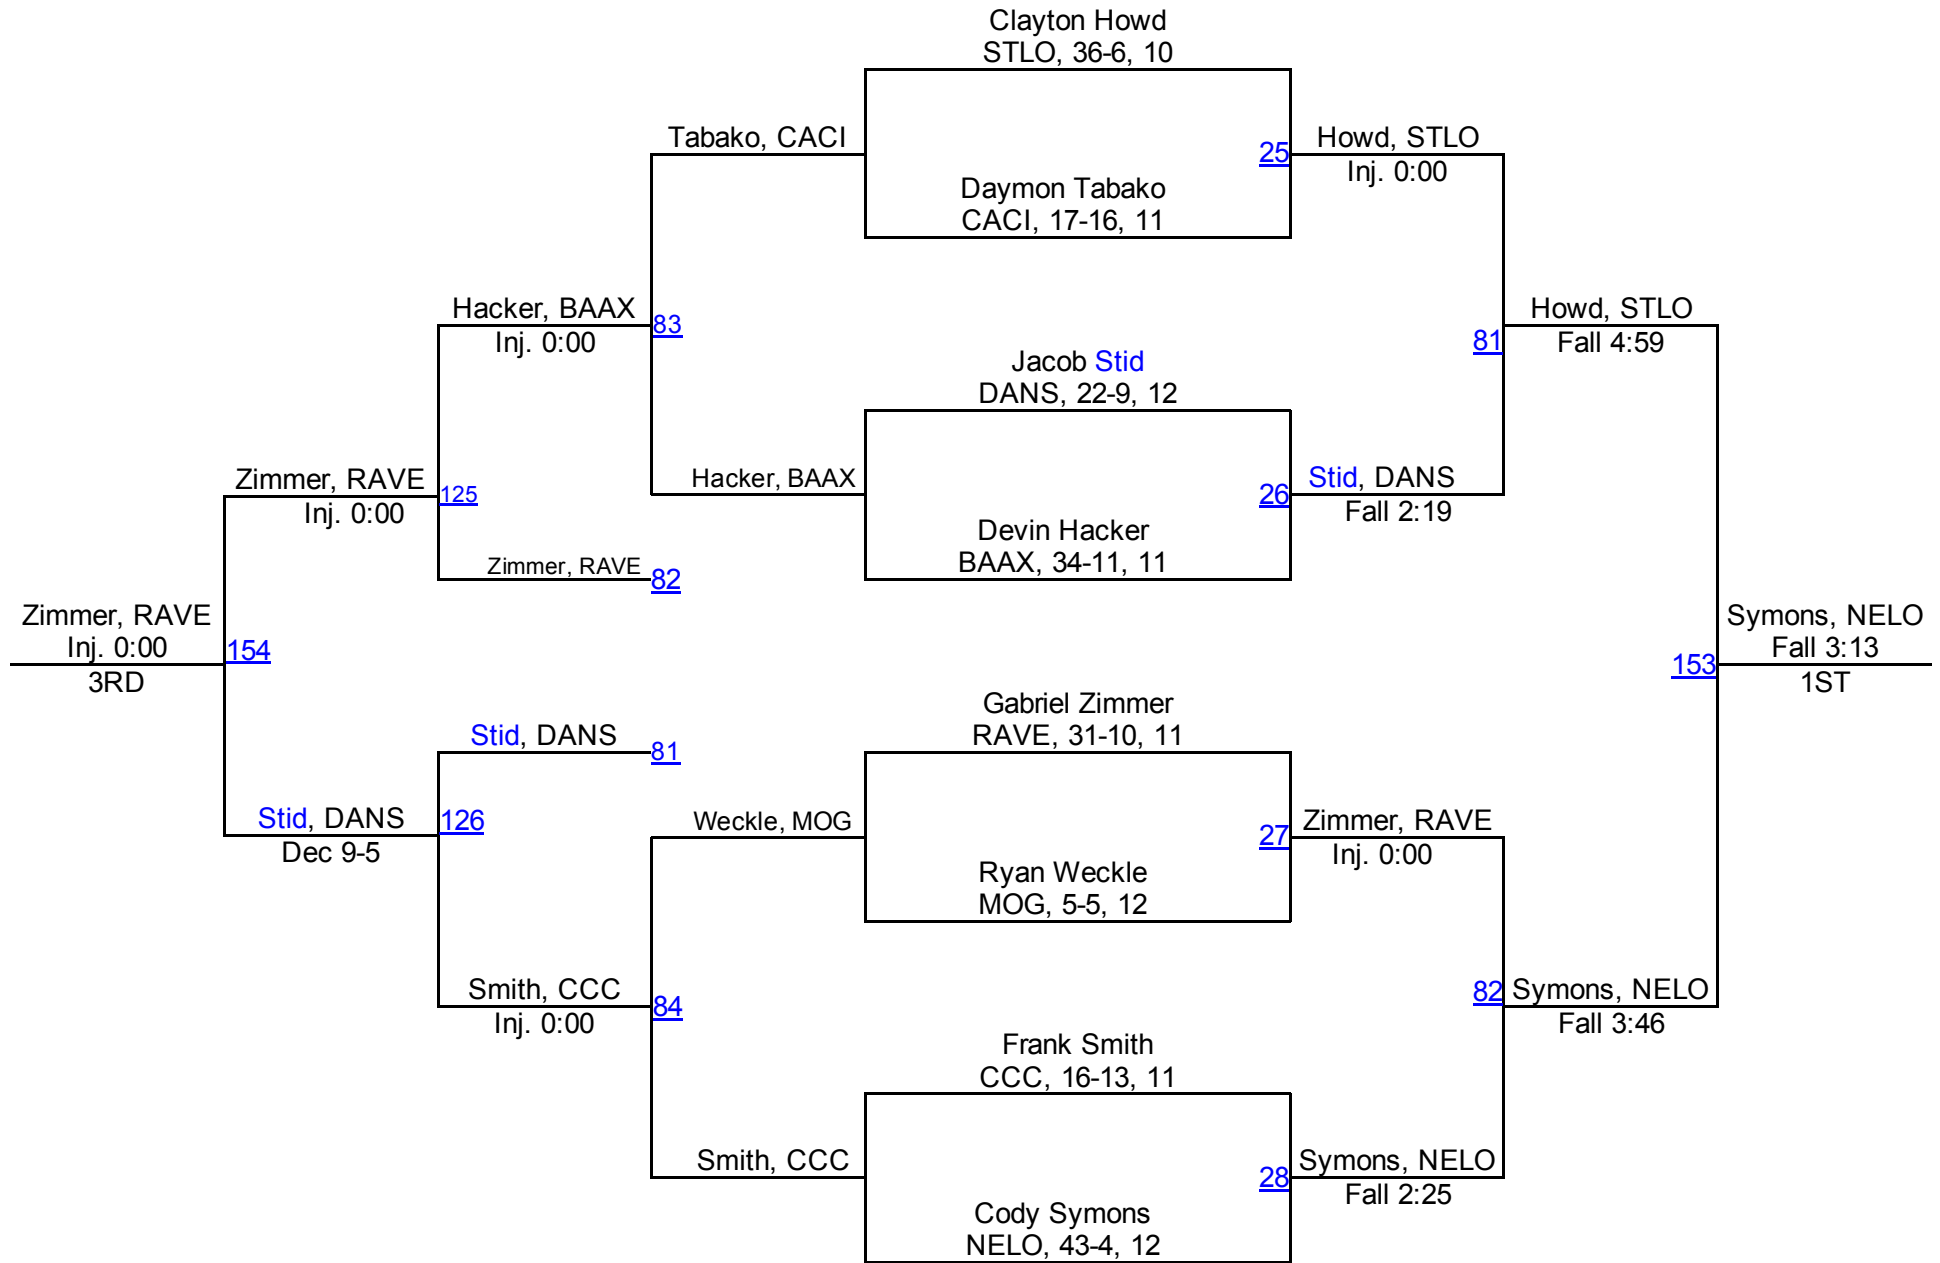 Clayton Howd
STLO, 36-6, 10
Tabako, CACI
25
Howd, STLO
Inj. 0:00
Daymon Tabako
CACI, 17-16, 11
Hacker, BAAX
Inj. 0:00
83
81
Howd, STLO
Fall 4:59
Jacob Stid
DANS, 22-9, 12
Zimmer, RAVE
Inj. 0:00
125
Hacker, BAAX
26
Stid, DANS
Fall 2:19
Devin Hacker
BAAX, 34-11, 11
Zimmer, RAVE
82
Zimmer, RAVE
Inj. 0:00
3RD
154
153
Symons, NELO
Fall 3:13
1ST
Gabriel Zimmer
RAVE, 31-10, 11
Stid, DANS
81
Stid, DANS
Dec 9-5
126
Weckle, MOG
27
Zimmer, RAVE
Inj. 0:00
Ryan Weckle
MOG, 5-5, 12
Smith, CCC
Inj. 0:00
84
82
Symons, NELO
Fall 3:46
Frank Smith
CCC, 16-13, 11
Smith, CCC
28
Symons, NELO
Fall 2:25
Cody Symons
NELO, 43-4, 12